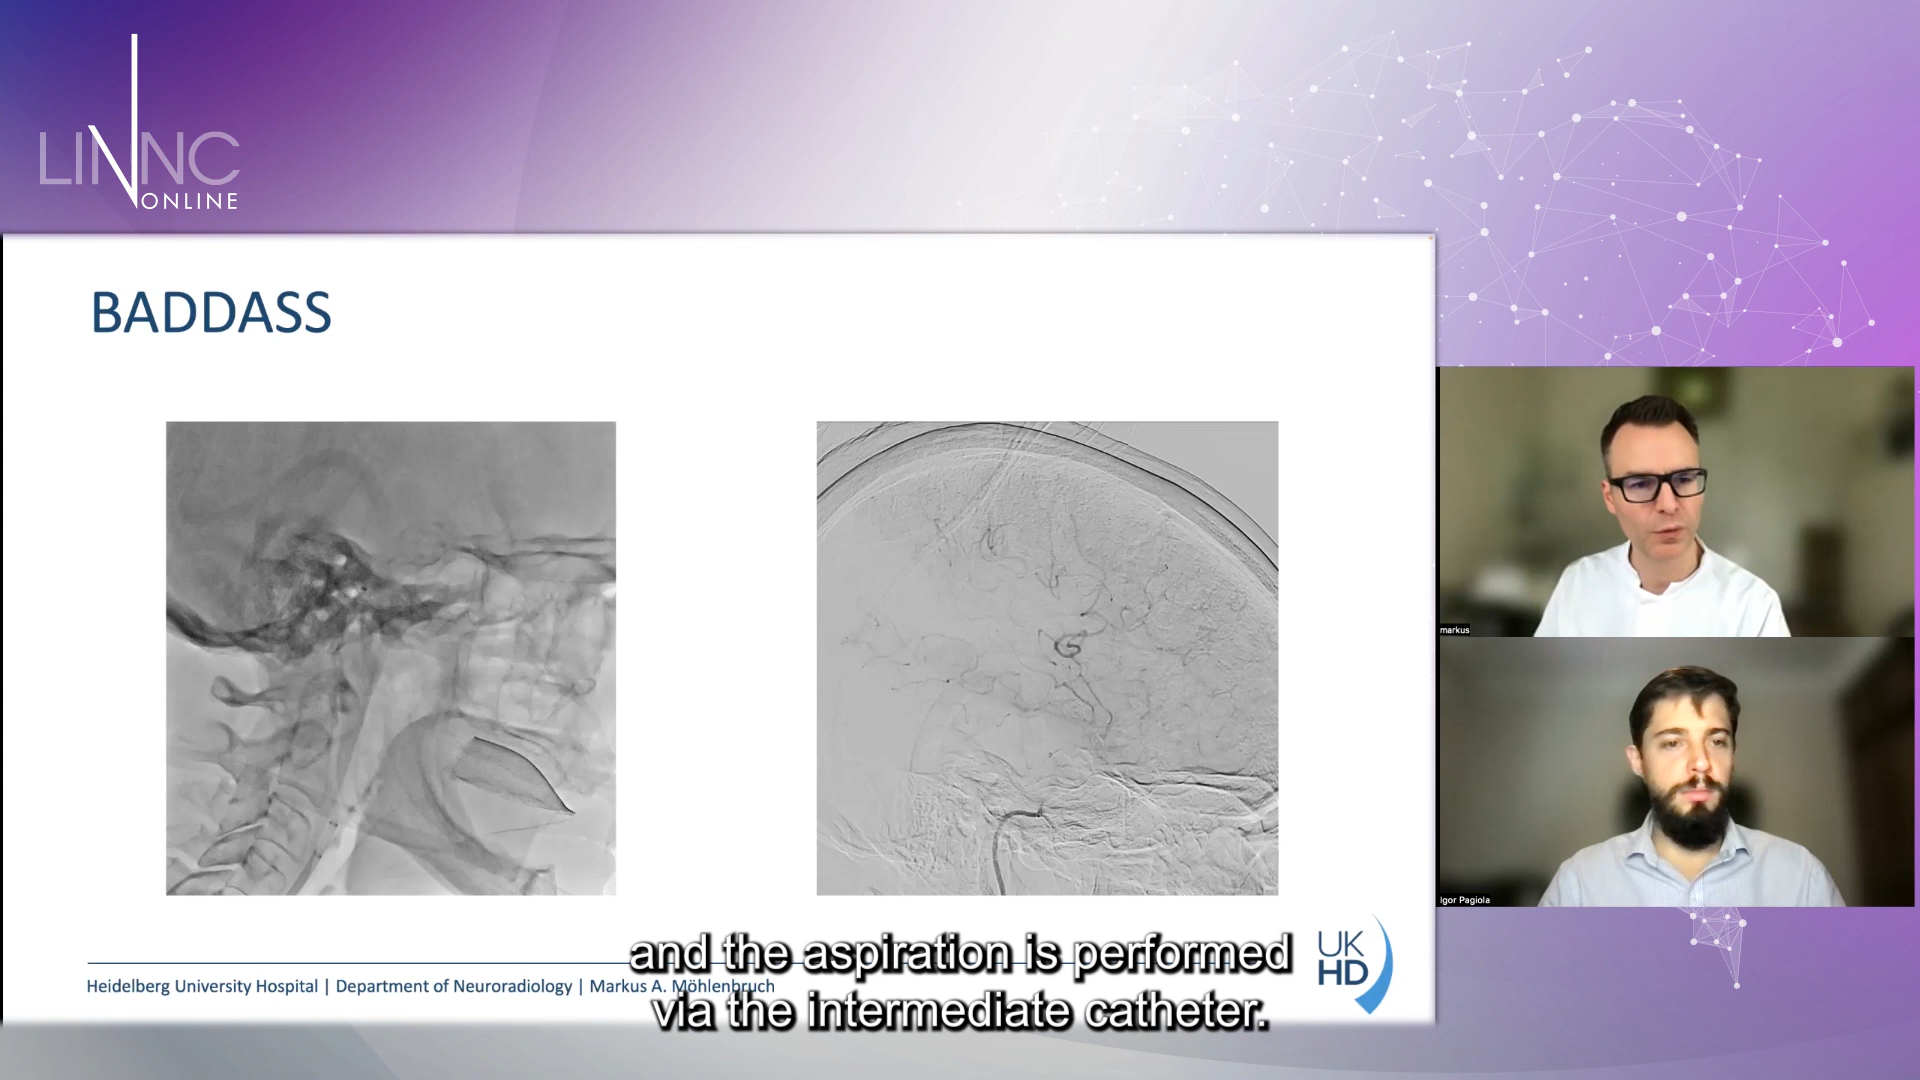 LINNC
ONLINE
BADDASS
markus
Igor Pagiola
Heidelberg University Hospital | Department of Neuroradiology | Markus A. Möhlenbruch
UK
HD
and the aspiration is performed
via the intermediate catheter.